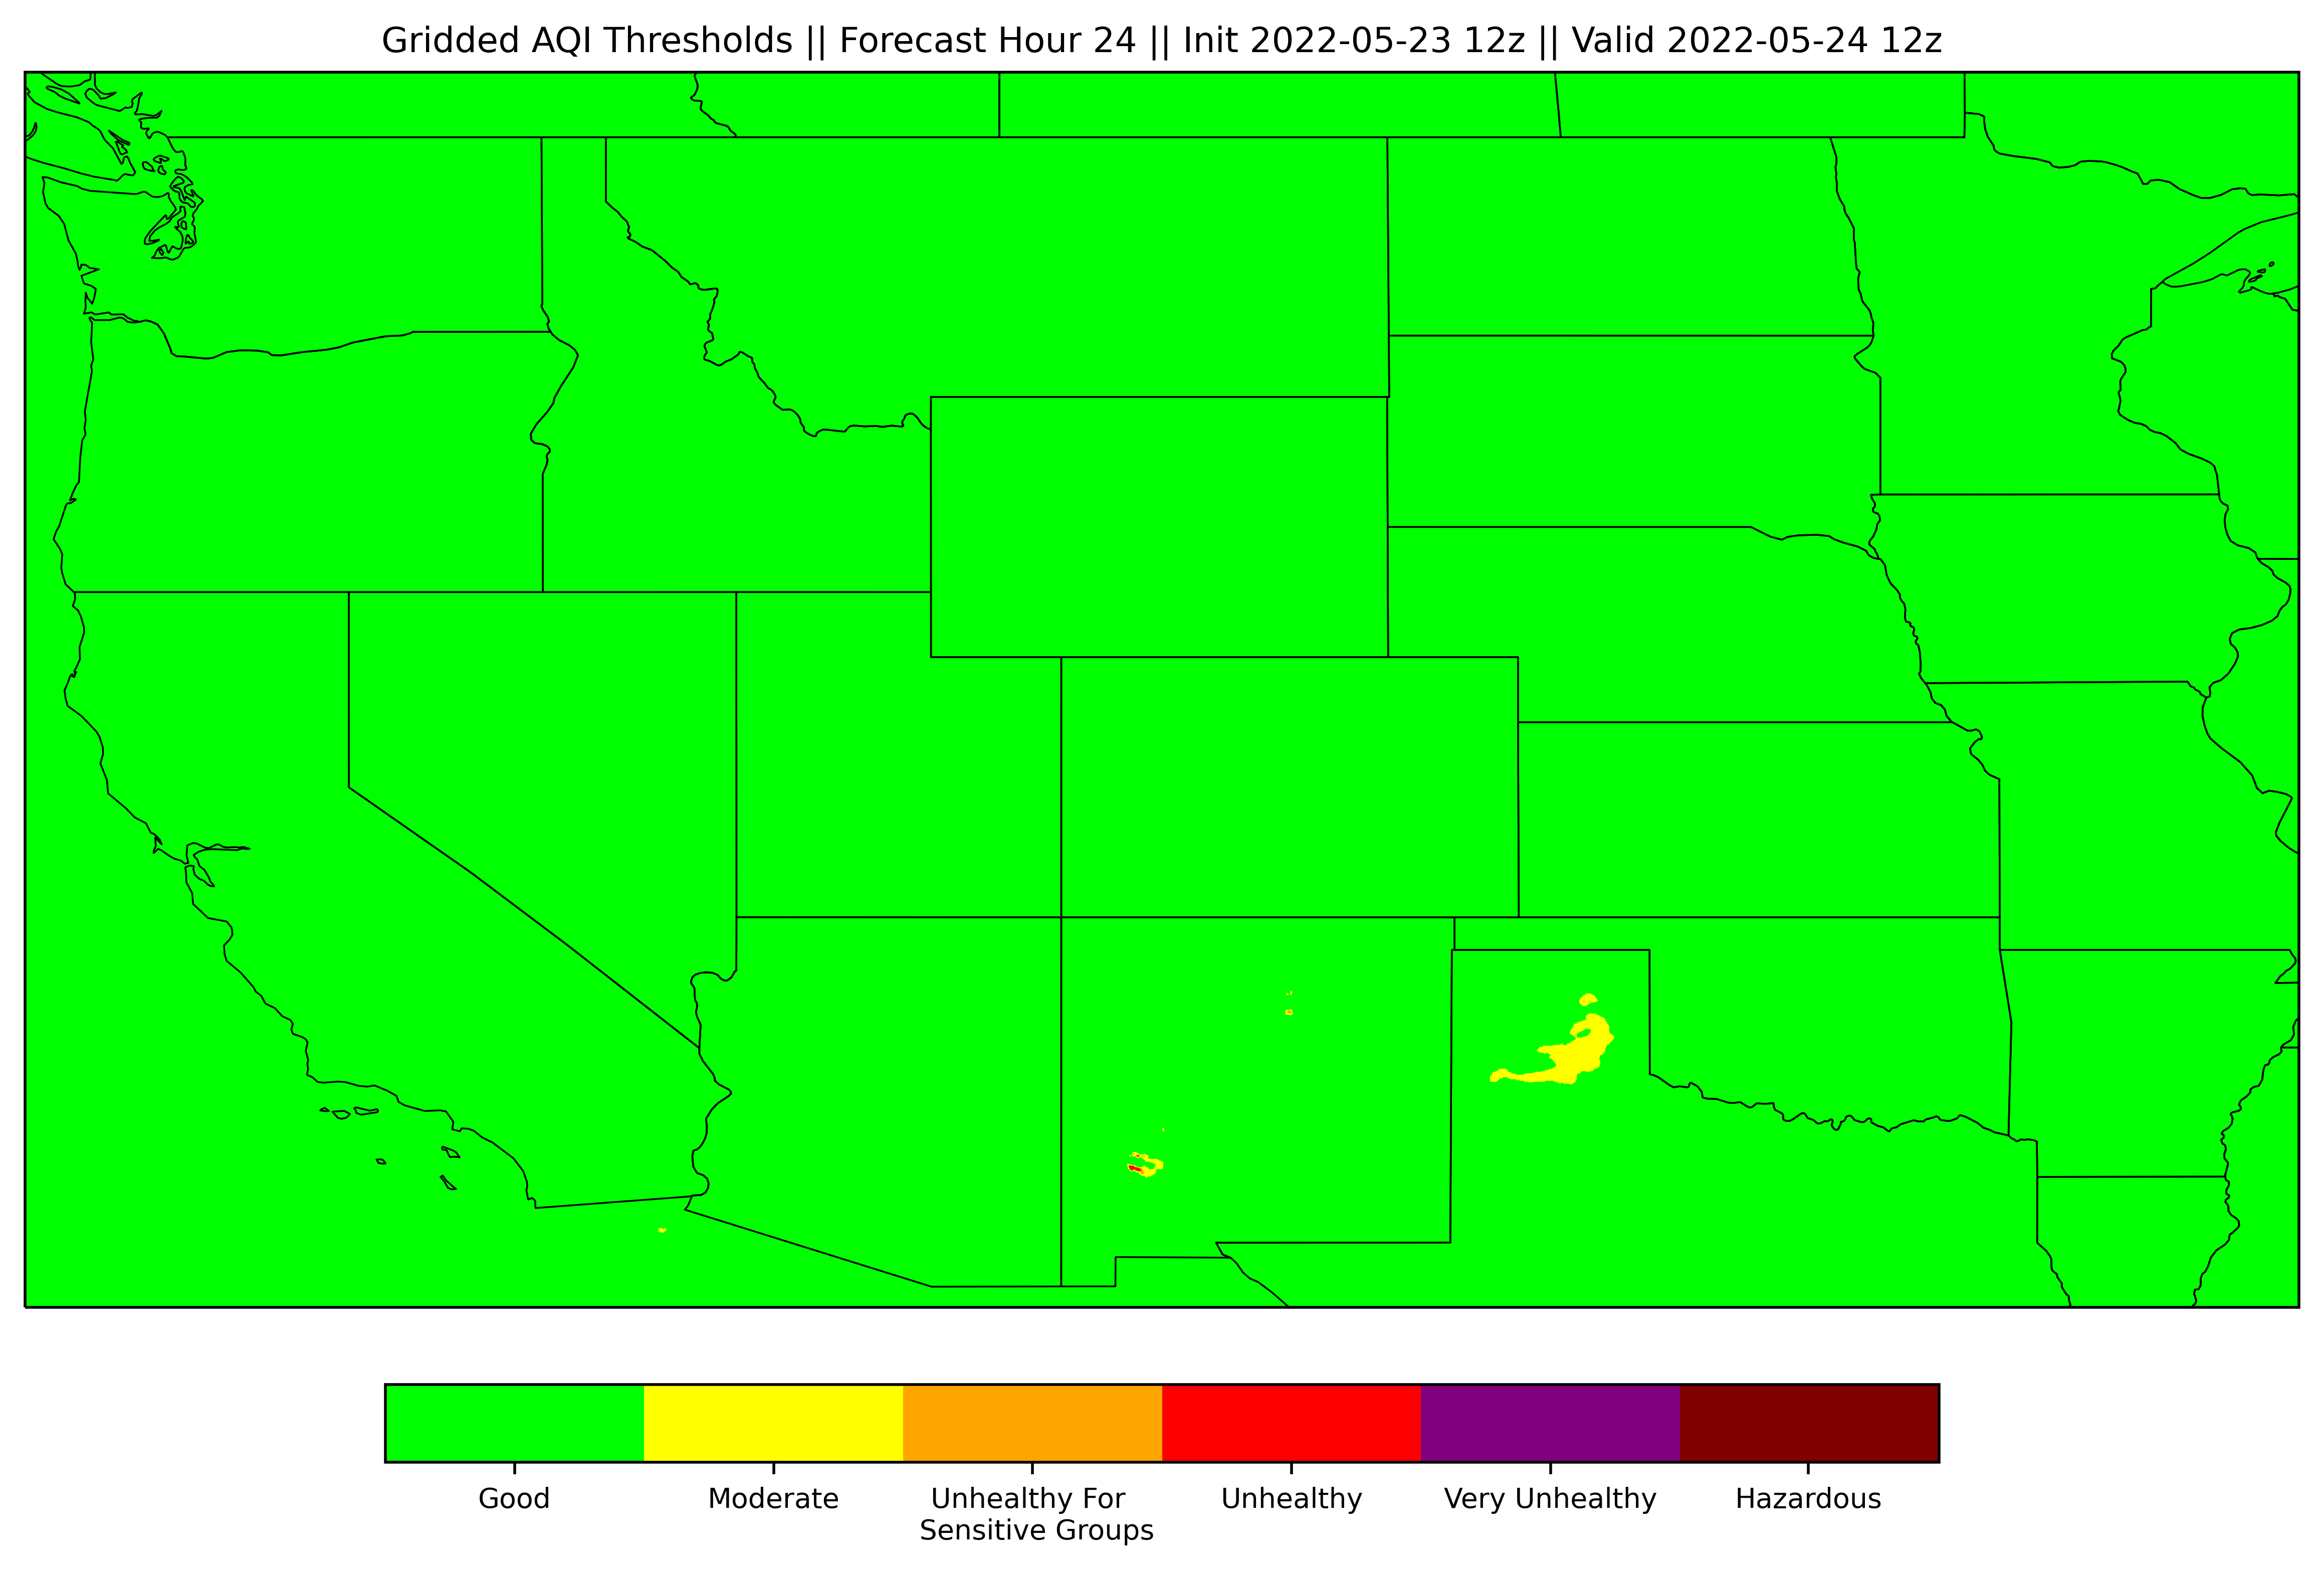 Gridded AQI Thresholds || Forecast Hour 24 || Init 2022-05-23 12z || Valid 2022-05-24 12z
Good
Moderate
Unhealthy For
Sensitive Groups
Unhealthy
Very Unhealthy
Hazardous